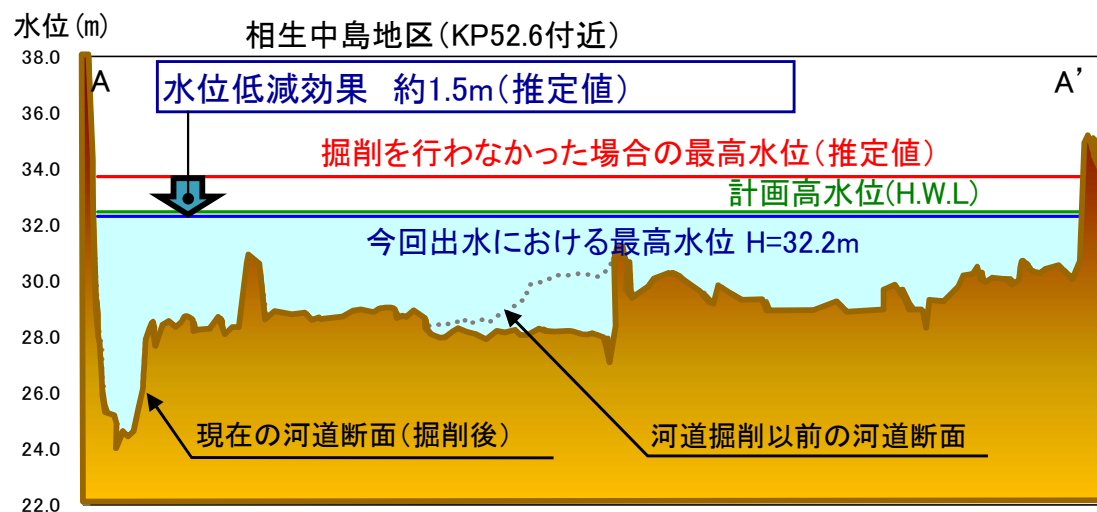 水位(m)
相生中島地区(KP52.6付近)
38.0
A
A’
水位低減効果 約1.5m(推定値)
36.0
掘削を行わなかった場合の最高水位(推定値)
34.0
計画高水位(H.W.L)
32.0
今回出水における最高水位 H=32.2m
30.0
28.0
26.0
現在の河道断面(掘削後)
河道掘削以前の河道断面
24.0
22.0